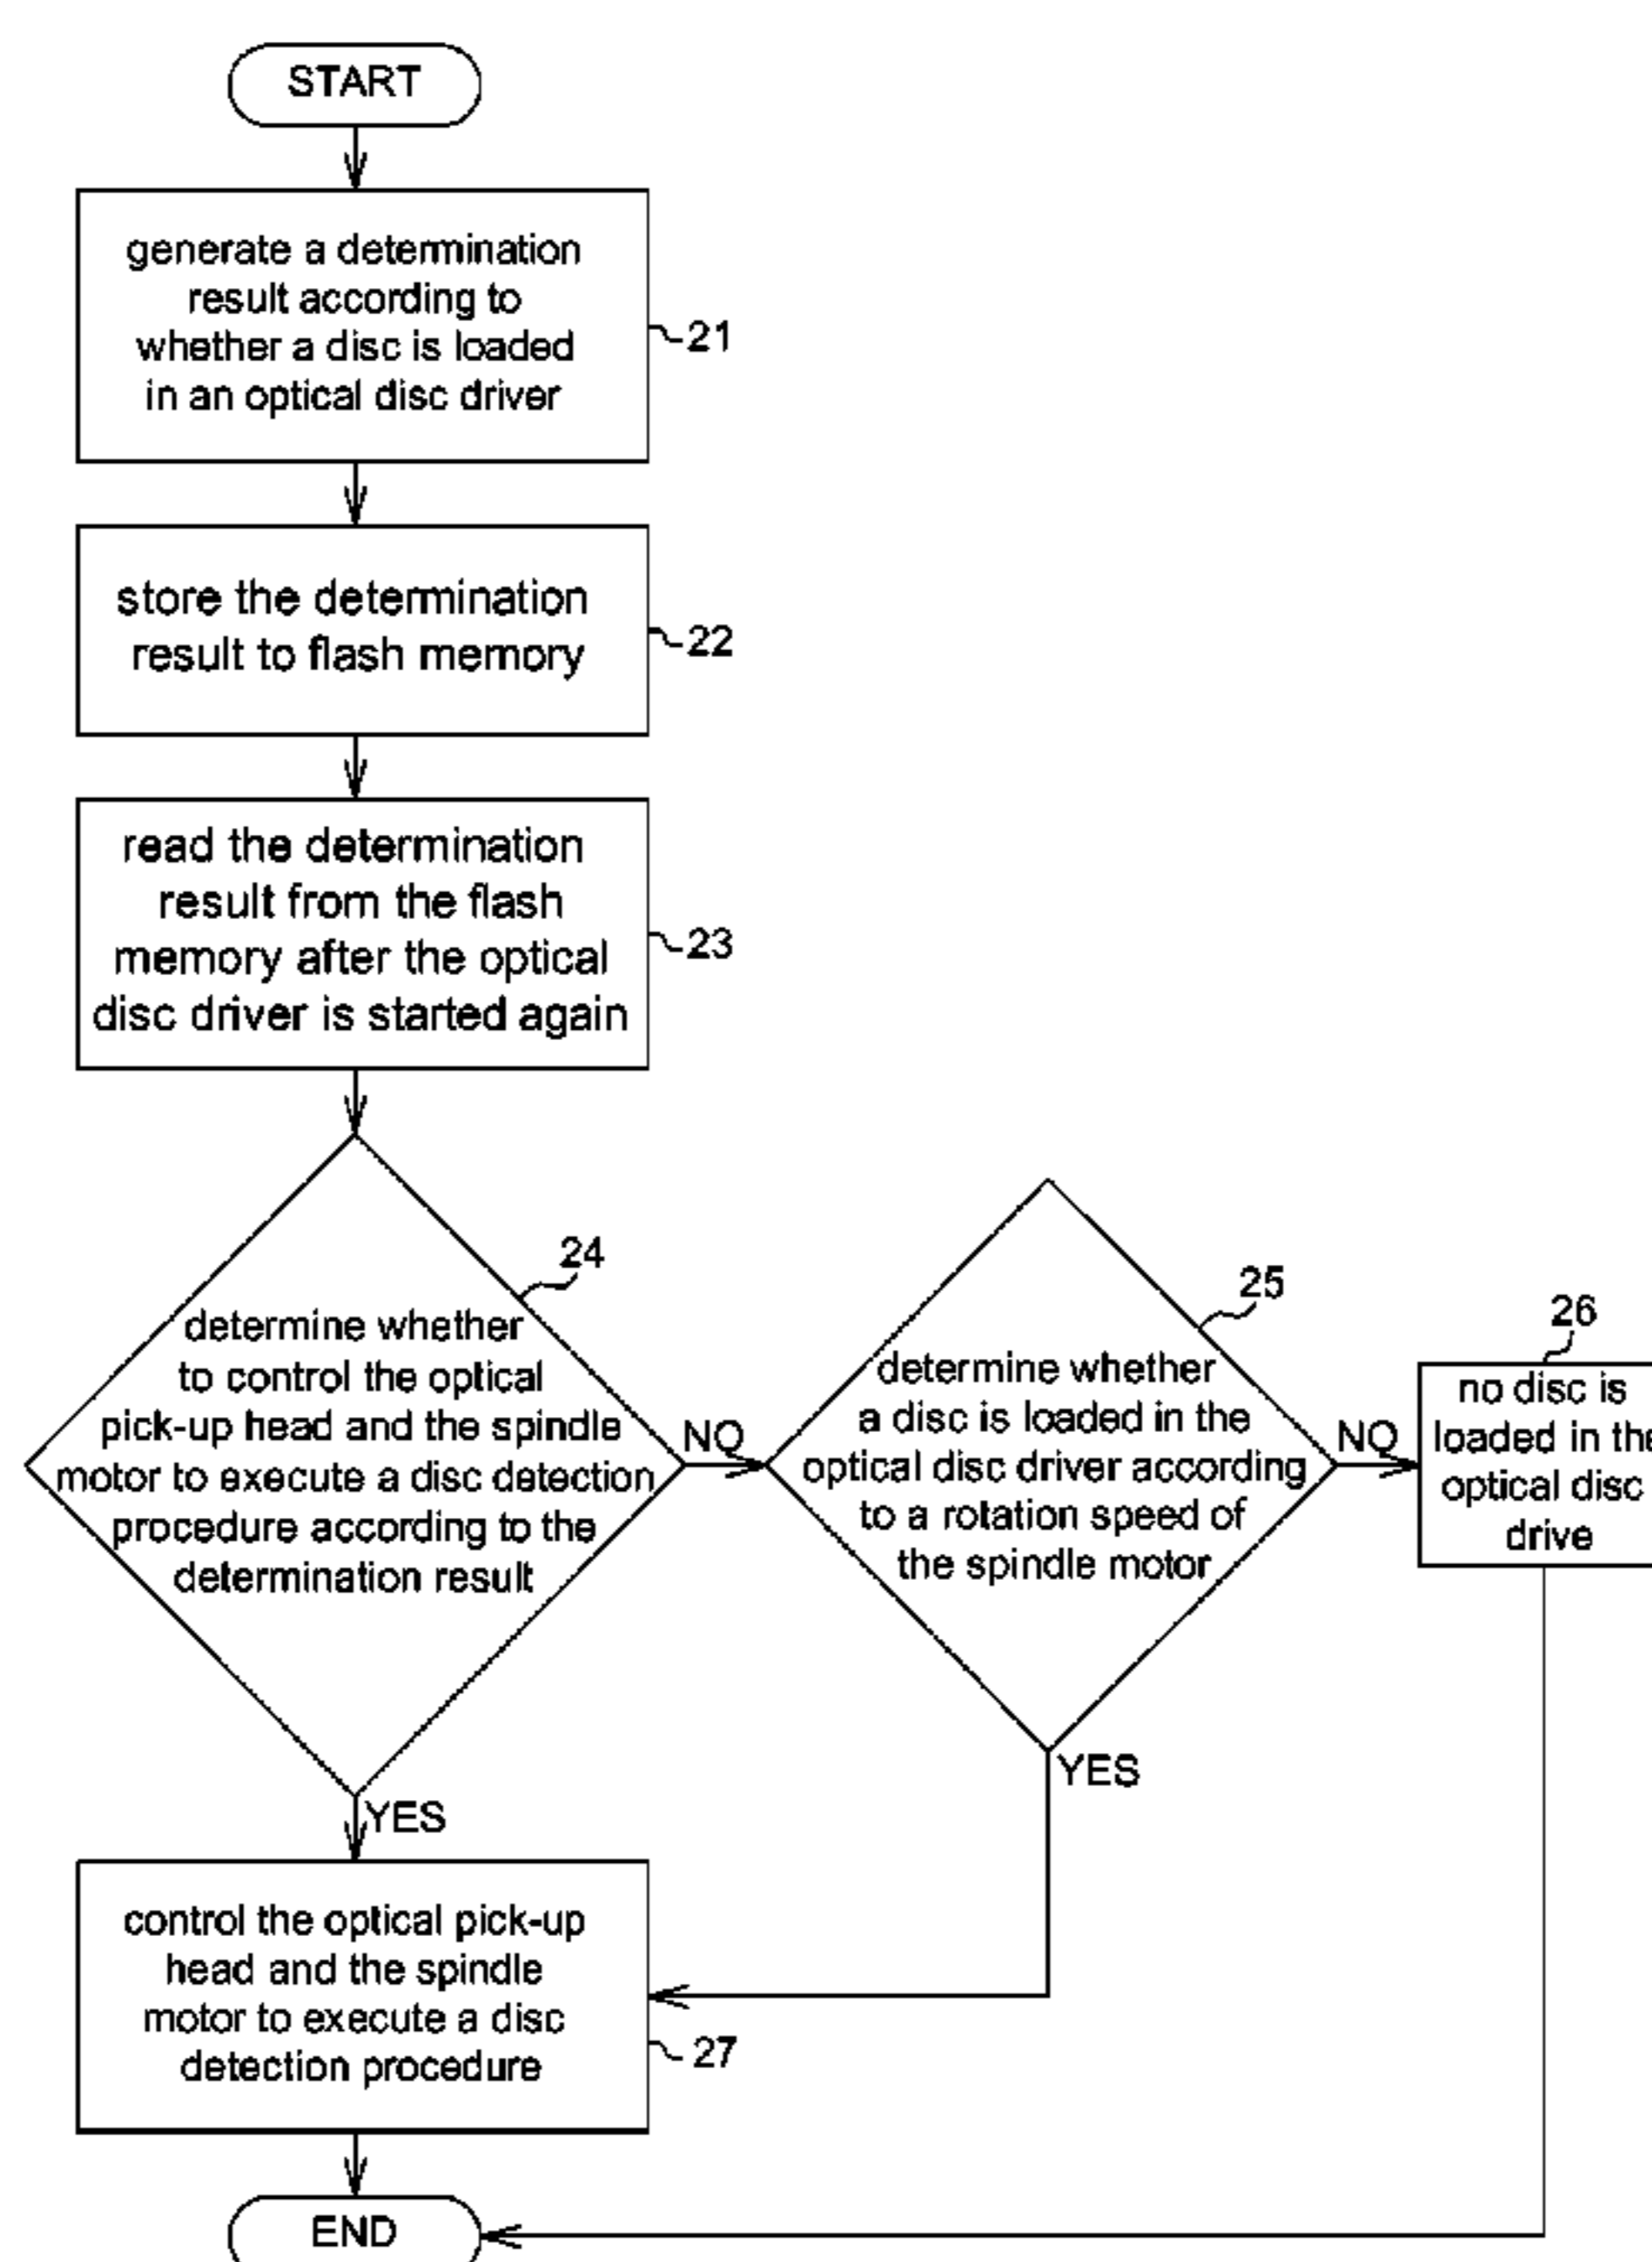 START
generate a determination
result according to
whether a disc is loaded
in an optical disc driver
21
store the determination
result to flash memory
22
read the determination
result from the flash
memory after the optical
disc driver is started again
23
24
determine whether
to control the optical
pick-up head and the spindle
motor to execute a disc detection
procedure according to the
determination result
NO
YES
25
determine whether
a disc is loaded in the
optical disc driver according
to a rotation speed of
the spindle motor
NO
YES
26
no disc is
loaded in the
optical disc
drive
control the optical pick-up
head and the spindle
motor to execute a disc
detection procedure
27
END